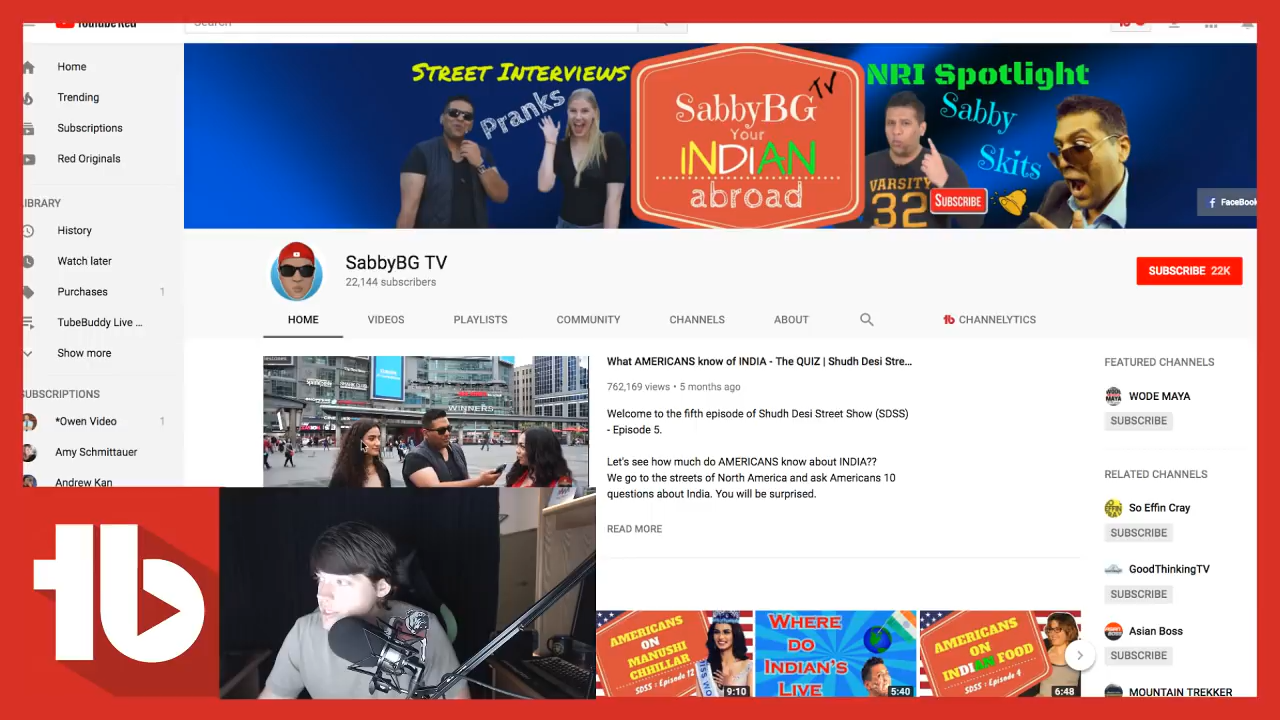 YouTube Red
Search
Home
Trending
Subscriptions
Red Originals
LIBRARY
History
Watch later
Purchases 1
TubeBuddy Live ...
Show more
SUBSCRIPTIONS
*Owen Video 1
Amy Schmittauer
Andrew Kan
STREET INTERVIEWS
Pranks
SabbyBG TV
Your
INDIAN
abroad
NRI Spotlight
Sabby
Skits
VARSITY
32
SUBSCRIBE
FaceBook
SabbyBG TV
22,144 subscribers
SUBSCRIBE 22K
HOME VIDEOS PLAYLISTS COMMUNITY CHANNELS ABOUT tb CHANNELYTICS
WINNERS
What AMERICANS know of INDIA - The QUIZ | Shudh Desi Stre...
762,169 views • 5 months ago
Welcome to the fifth episode of Shudh Desi Street Show (SDSS)
- Episode 5.
Let's see how much do AMERICANS know about INDIA??
We go to the streets of North America and ask Americans 10
questions about India. You will be surprised.
READ MORE
FEATURED CHANNELS
WODE MAYA
SUBSCRIBE
RELATED CHANNELS
So Effin Cray
SUBSCRIBE
GoodThinkingTV
SUBSCRIBE
Asian Boss
SUBSCRIBE
MOUNTAIN TREKKER
tb
AMERICANS
ON
MANUSHI
CHHILLAR
SDSS : Episode 12
9:10
WHERE
DO
INDIAN'S
LIVE
5:40
AMERICANS
ON
INDIAN FOOD
SDSS : Episode 4
6:48